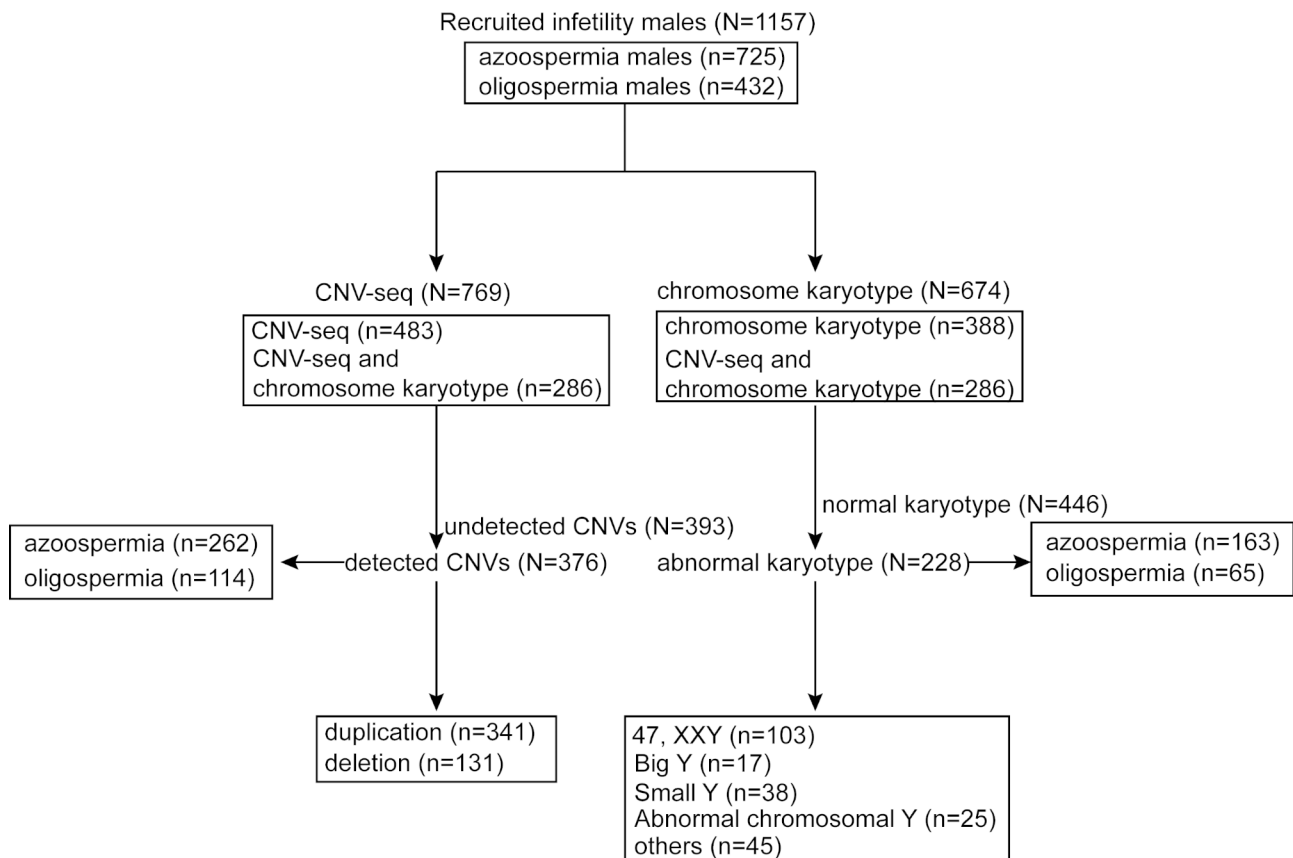 Recruited infetility males (N=1157)
azoospermia males (n=725)
oligospermia males (n=432)
CNV-seq (N=769)
chromosome karyotype (N=674)
CNV-seq (n=483)
CNV-seq and
chromosome karyotype (n=286)
chromosome karyotype (n=388)
CNV-seq and
chromosome karyotype (n=286)
undetected CNVs (N=393)
normal karyotype (N=446)
azoospermia (n=262)
oligospermia (n=114)
detected CNVs (N=376)
abnormal karyotype (N=228)
azoospermia (n=163)
oligospermia (n=65)
duplication (n=341)
deletion (n=131)
47, XXY (n=103)
Big Y (n=17)
Small Y (n=38)
Abnormal chromosomal Y (n=25)
others (n=45)